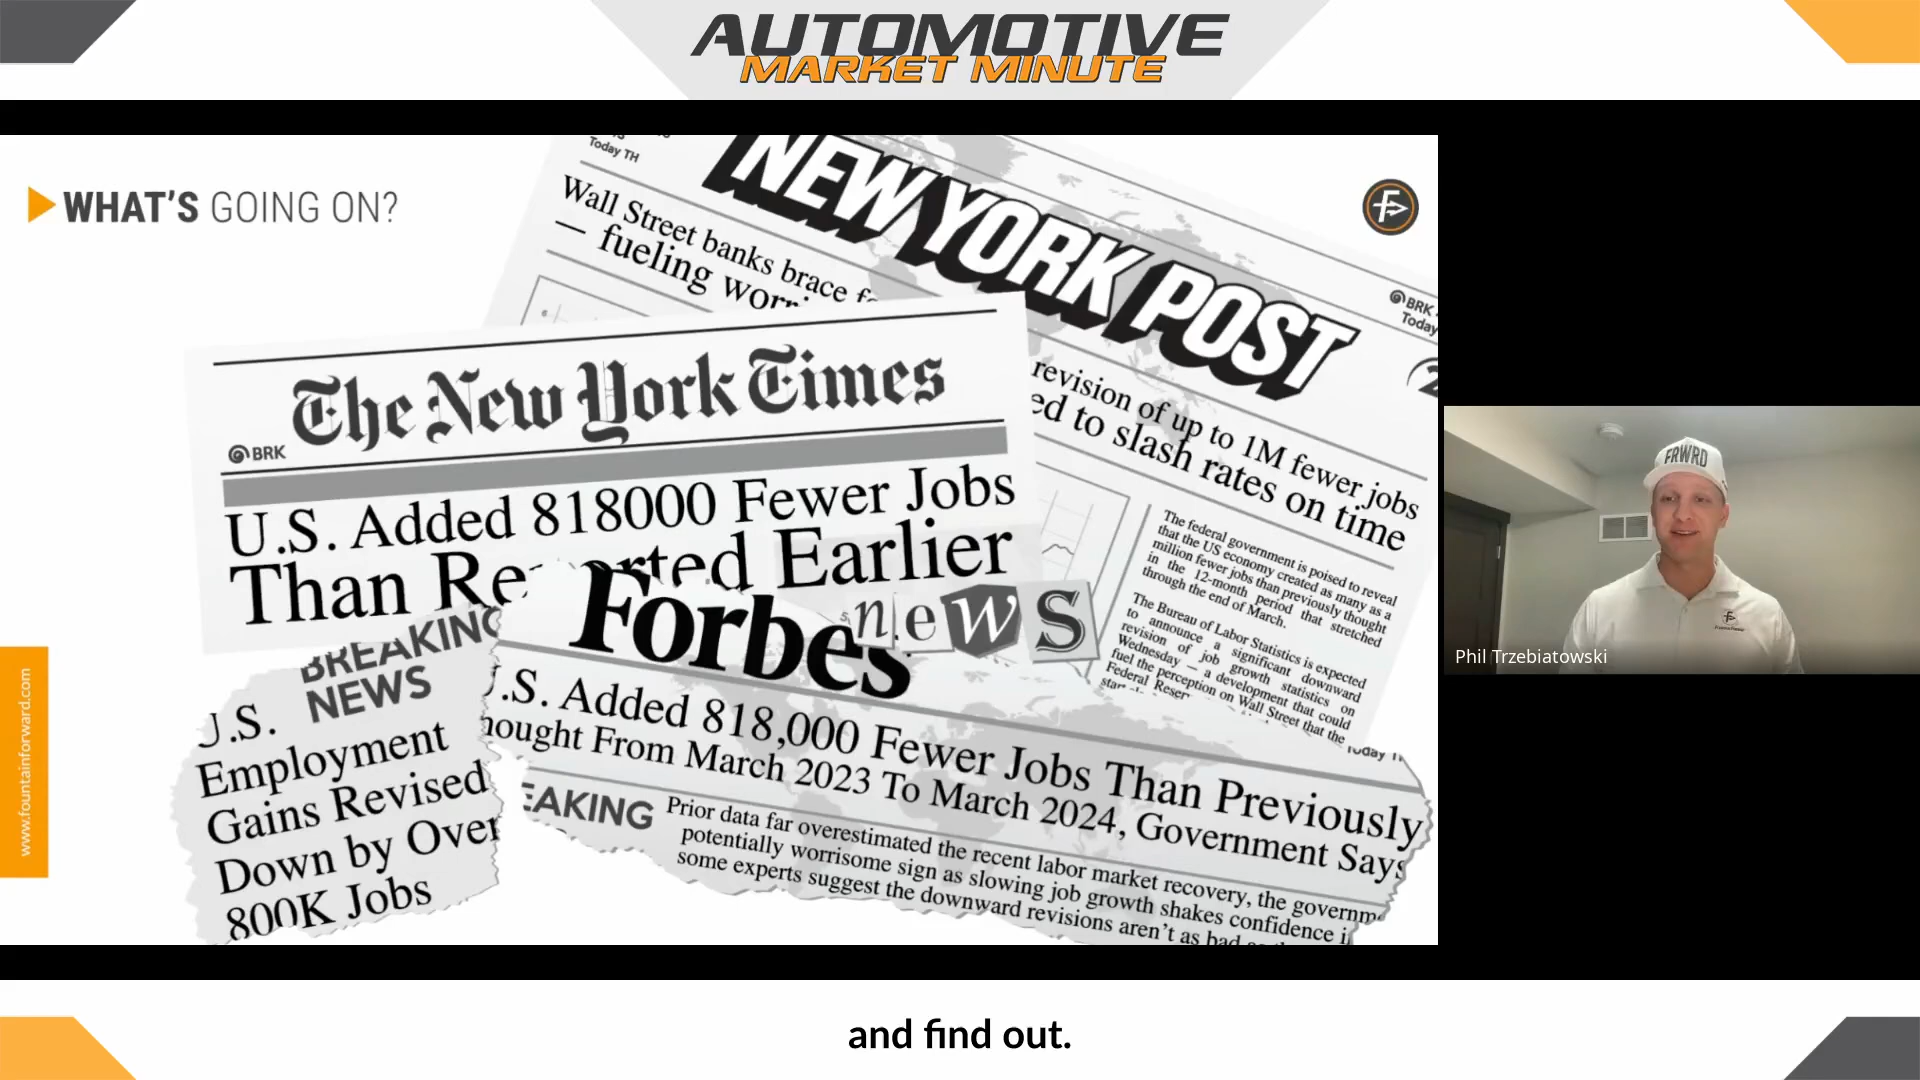 AUTOMOTIVE
MARKET MINUTE
WHAT'S GOING ON?
Today TH
NEW YORK POST
Wall Street banks brace
— fueling
BRK
Today
revision of up to 1M fewer jobs
to slash rates on time
The federal government is poised to reveal
that the US economy created as many as a
million fewer jobs than previously thought
in the 12-month period that stretched
through the end of March.
The Bureau of Labor Statistics is expected
to announce a significant downward
revision of job growth statistics on
Wednesday — a development that could
fuel the perception on Wall Street that the
Federal
The New York Times
BRK
U.S. Added 818000 Fewer Jobs
Than Reported Earlier
Forbes
news
U.S. Added 818,000 Fewer Jobs Than Previously
From March 2023 To March 2024, Government Says
Prior data far overestimated the recent labor market recovery, the
potentially worrisome sign as slowing job growth shakes confidence
some experts suggest the downward revisions aren't as bad
BREAKING
NEWS
U.S.
Employment
Gains Revised
Down by Over
800K Jobs
www.fountainforward.com
FRWRD
Phil Trzebiatowski
and find out.